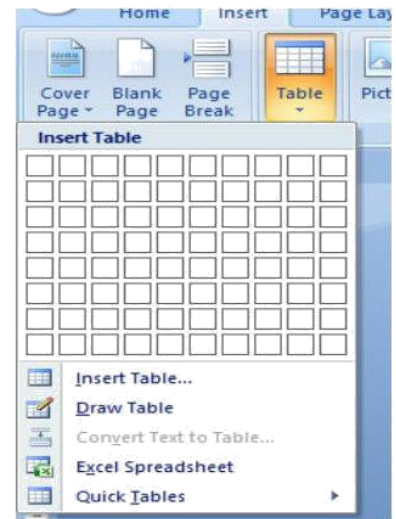 Home Insert Page Lay
Cover Page Blank Page Page Break Table Pict
Insert Table
Insert Table...
Draw Table
Convert Text to Table...
Excel Spreadsheet
Quick Tables